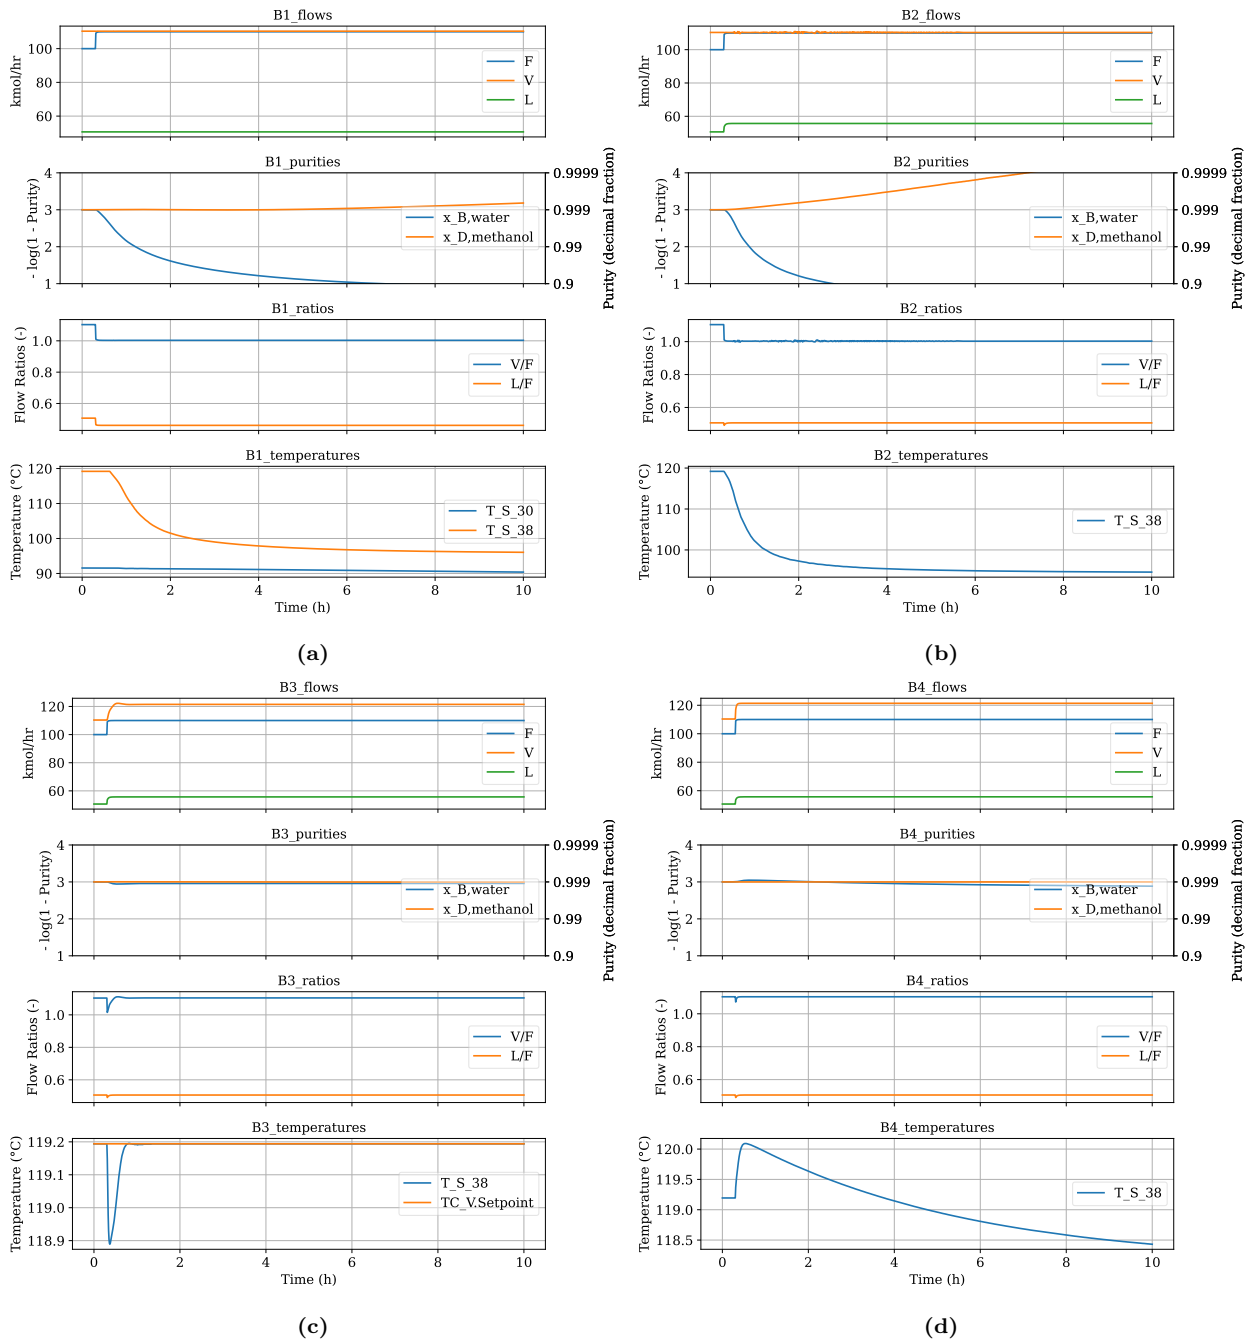 B1_flows
kmol/hr
100
80
60
F
V
L
B1_purities
- log(1 - Purity)
4
3
2
1
0.9999
0.999
0.99
0.9
Purity (decimal fraction)
x_B,water
x_D,methanol
B1_ratios
Flow Ratios (-)
1.0
0.8
0.6
V/F
L/F
B1_temperatures
Temperature (°C)
120
110
100
90
T_S_30
T_S_38
0 2 4 6 8 10
Time (h)
(a)
B2_flows
kmol/hr
100
80
60
F
V
L
B2_purities
- log(1 - Purity)
4
3
2
1
0.9999
0.999
0.99
0.9
Purity (decimal fraction)
x_B,water
x_D,methanol
B2_ratios
Flow Ratios (-)
1.0
0.8
0.6
V/F
L/F
B2_temperatures
Temperature (°C)
120
100
T_S_38
0 2 4 6 8 10
Time (h)
(b)
B3_flows
kmol/hr
120
100
80
60
F
V
L
B3_purities
- log(1 - Purity)
4
3
2
1
0.9999
0.999
0.99
0.9
Purity (decimal fraction)
x_B,water
x_D,methanol
B3_ratios
Flow Ratios (-)
1.0
0.8
0.6
V/F
L/F
B3_temperatures
Temperature (°C)
119.2
119.1
119.0
118.9
T_S_38
TC_V.Setpoint
0 2 4 6 8 10
Time (h)
(c)
B4_flows
kmol/hr
120
100
80
60
F
V
L
B4_purities
- log(1 - Purity)
4
3
2
1
0.9999
0.999
0.99
0.9
Purity (decimal fraction)
x_B,water
x_D,methanol
B4_ratios
Flow Ratios (-)
1.0
0.8
0.6
V/F
L/F
B4_temperatures
Temperature (°C)
120.0
119.5
119.0
118.5
T_S_38
0 2 4 6 8 10
Time (h)
(d)